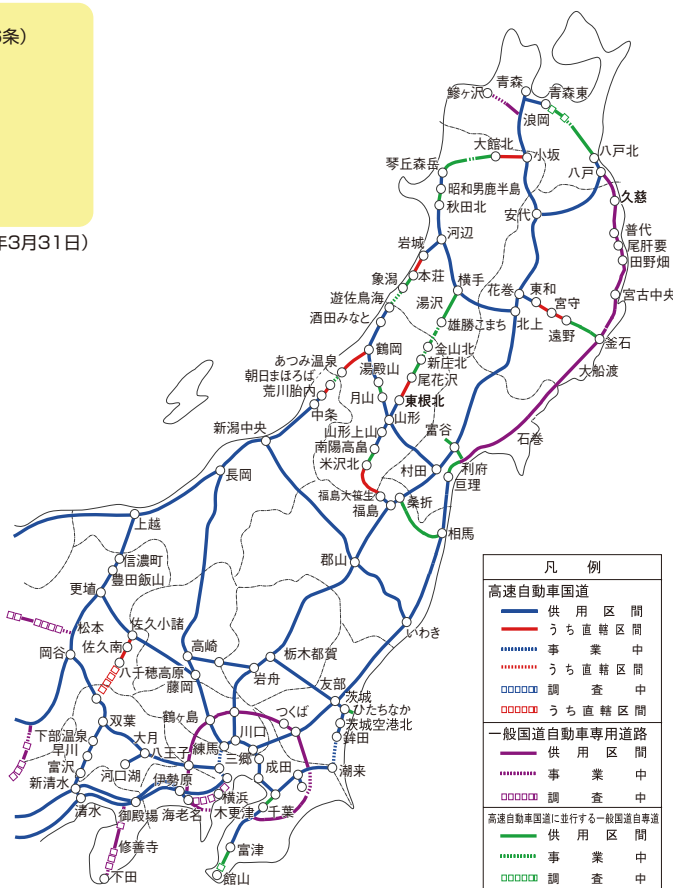 条）
年3月31日）
青森
青森東
鰺ヶ沢
浪岡
大館北
小坂
八戸北
琴丘森岳
八戸
昭和男鹿半島
久慈
秋田北
安代
普代
河辺
尾肝要
岩城
田野畑
本荘
象潟
横手
花巻
東和
宮古中央
遊佐鳥海
湯沢
宮守
酒田みなと
雄勝こまち
北上
遠野
釜石
鶴岡
金山北
あつみ温泉
湯殿山
新庄北
大船渡
朝日まほろば
尾花沢
荒川胎内
月山
東根北
中条
山形
新潟中央
山形上山
富谷
石巻
南陽高畠
長岡
米沢北
村田
利府
亘理
福島大笹生
福島
桑折
上越
相馬
信濃町
郡山
豊田飯山
更埴
松本
佐久小諸
いわき
岡谷
佐久南
高崎
栃木都賀
八千穂高原
岩舟
藤岡
友部
茨城
双葉
鶴ヶ島
つくば
ひたちなか
下部温泉
大月
川口
茨城空港北
早川
八王子
練馬
鉾田
富沢
三郷
河口湖
成田
潮来
新清水
伊勢原
横浜
清水
御殿場
海老名
木更津
千葉
修善寺
富津
下田
館山
凡例
高速自動車国道
供用区間
うち直轄区間
事業中
うち直轄区間
調査中
うち直轄区間
一般国道自動車専用道路
供用区間
事業中
調査中
高速自動車国道に並行する一般国道自専道
供用区間
事業中
調査中